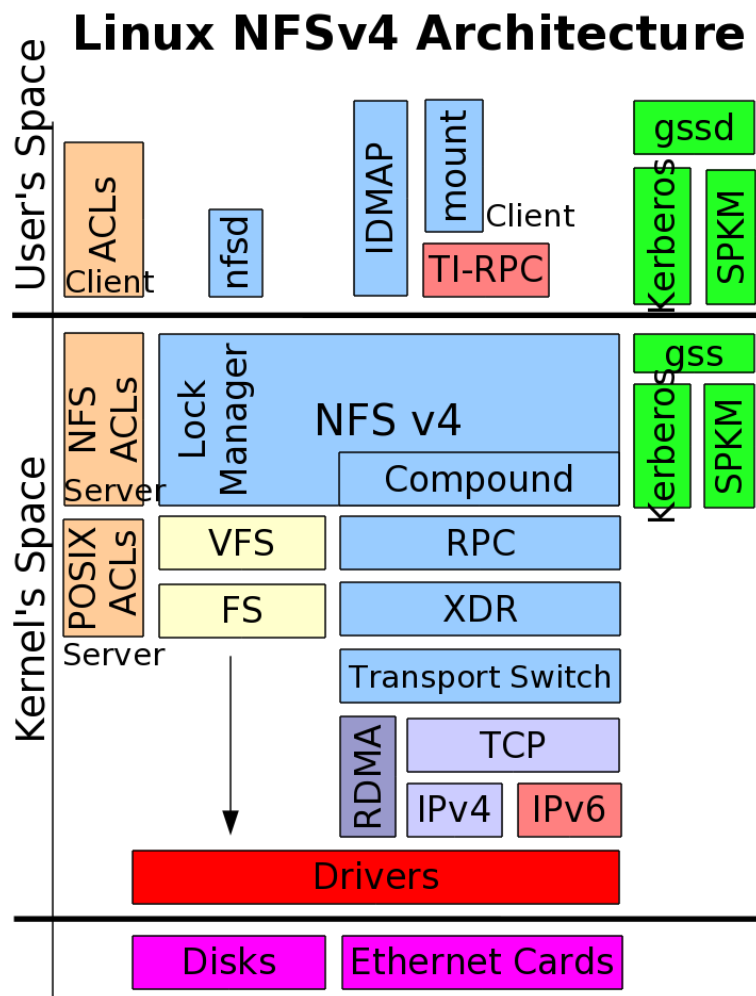 Linux NFSv4 Architecture
User's Space
ACLs
Client
nfsd
IDMAP
mount
Client
TI-RPC
gssd
Kerberos
SPKM
Kernel's Space
NFS
ACLs
Server
Lock
Manager
NFS v4
Compound
gss
Kerberos
SPKM
POSIX
ACLs
Server
VFS
RPC
FS
XDR
Transport Switch
RDMA
TCP
IPv4
IPv6
Drivers
Disks
Ethernet Cards